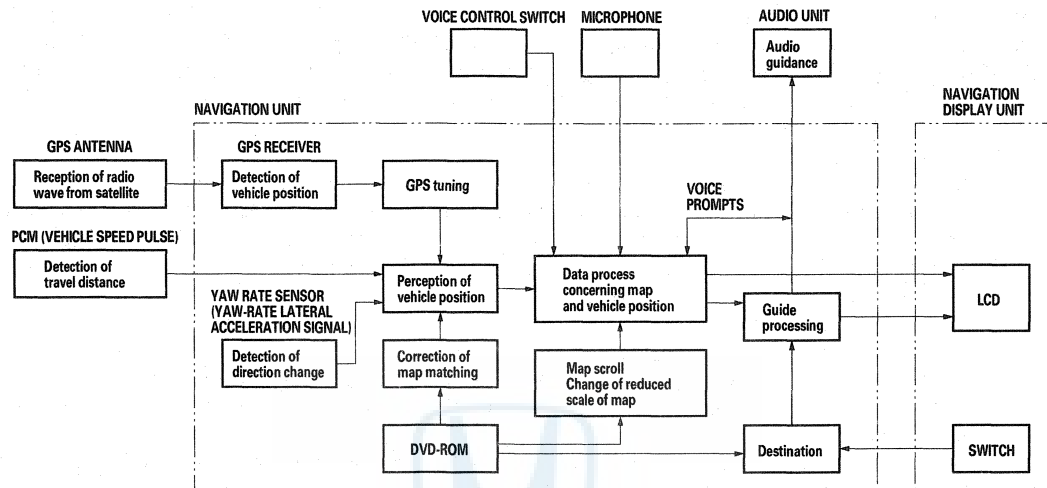 VOICE CONTROL SWITCH
MICROPHONE
AUDIO UNIT
Audio
guidance
NAVIGATION UNIT
NAVIGATION
DISPLAY UNIT
GPS ANTENNA
Reception of radio
wave from satellite
GPS RECEIVER
Detection of
vehicle position
GPS tuning
VOICE
PROMPTS
PCM (VEHICLE SPEED PULSE)
Detection of
travel distance
Perception of
vehicle position
Data process
concerning map
and vehicle position
Guide
processing
LCD
YAW RATE SENSOR
(YAW-RATE LATERAL
ACCELERATION SIGNAL)
Detection of
direction change
Correction of
map matching
Map scroll
Change of reduced
scale of map
DVD-ROM
Destination
SWITCH